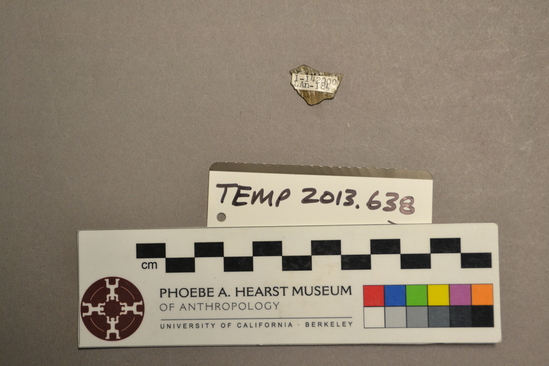 TEMP 2013.638
cm
PHOEBE A. HEARST MUSEUM
OF ANTHROPOLOGY
UNIVERSITY OF CALIFORNIA · BERKELEY